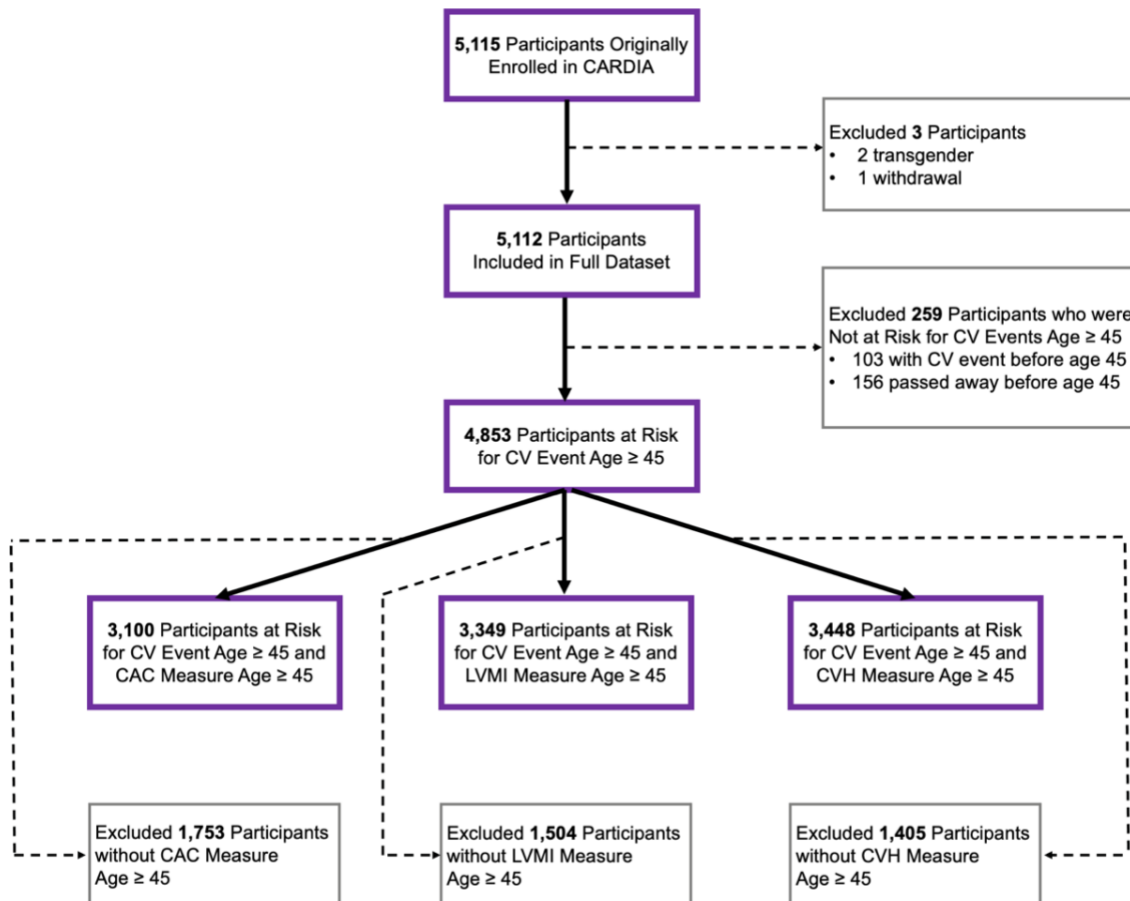 5,115 Participants Originally
Enrolled in CARDIA
Excluded 3 Participants
• 2 transgender
• 1 withdrawal
5,112 Participants
Included in Full Dataset
Excluded 259 Participants who were
Not at Risk for CV Events Age ≥ 45
• 103 with CV event before age 45
• 156 passed away before age 45
4,853 Participants at Risk
for CV Event Age ≥ 45
3,100 Participants at Risk
for CV Event Age ≥ 45 and
CAC Measure Age ≥ 45
3,349 Participants at Risk
for CV Event Age ≥ 45 and
LVMI Measure Age ≥ 45
3,448 Participants at Risk
for CV Event Age ≥ 45 and
CVH Measure Age ≥ 45
Excluded 1,753 Participants
without CAC Measure
Age ≥ 45
Excluded 1,504 Participants
without LVMI Measure
Age ≥ 45
Excluded 1,405 Participants
without CVH Measure
Age ≥ 45